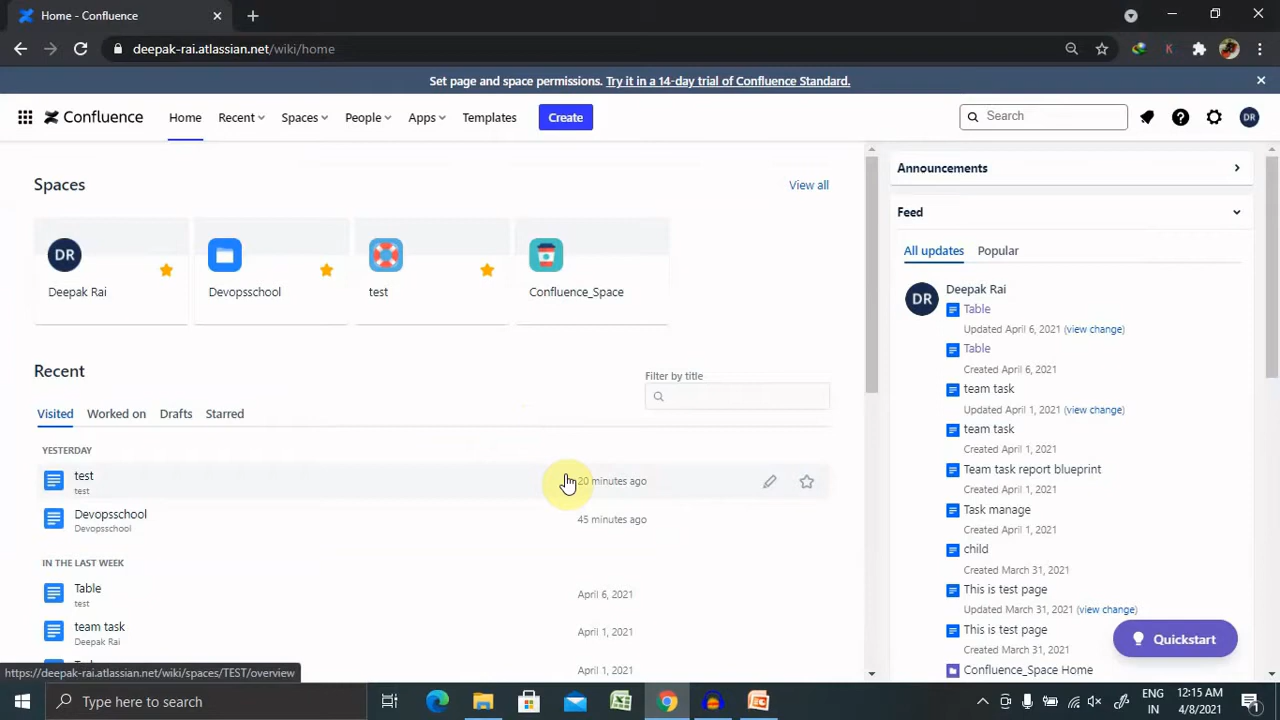 Home - Confluence
deepak-rai.atlassian.net/wiki/home
Set page and space permissions. Try it in a 14-day trial of Confluence Standard.
Confluence Home Recent Spaces People Apps Templates Create Search DR
Spaces
View all
DR
Deepak Rai
Devopsschool
test
Confluence_Space
Recent
Filter by title
Visited Worked on Drafts Starred
YESTERDAY
test
test
20 minutes ago
Devopsschool
Devopsschool
45 minutes ago
IN THE LAST WEEK
Table
test
April 6, 2021
team task
Deepak Rai
April 1, 2021
April 1, 2021
Announcements
Feed
All updates Popular
DR
Deepak Rai
Table
Updated April 6, 2021 (view change)
Table
Created April 6, 2021
team task
Updated April 1, 2021 (view change)
team task
Created April 1, 2021
Team task report blueprint
Created April 1, 2021
Task manage
Created April 1, 2021
child
Created March 31, 2021
This is test page
Updated March 31, 2021 (view change)
This is test page
Created March 31, 2021
Confluence_Space Home
Quickstart
https://deepak-rai.atlassian.net/wiki/spaces/TEST/overview
Type here to search
ENG
IN
12:15 AM
4/8/2021
1